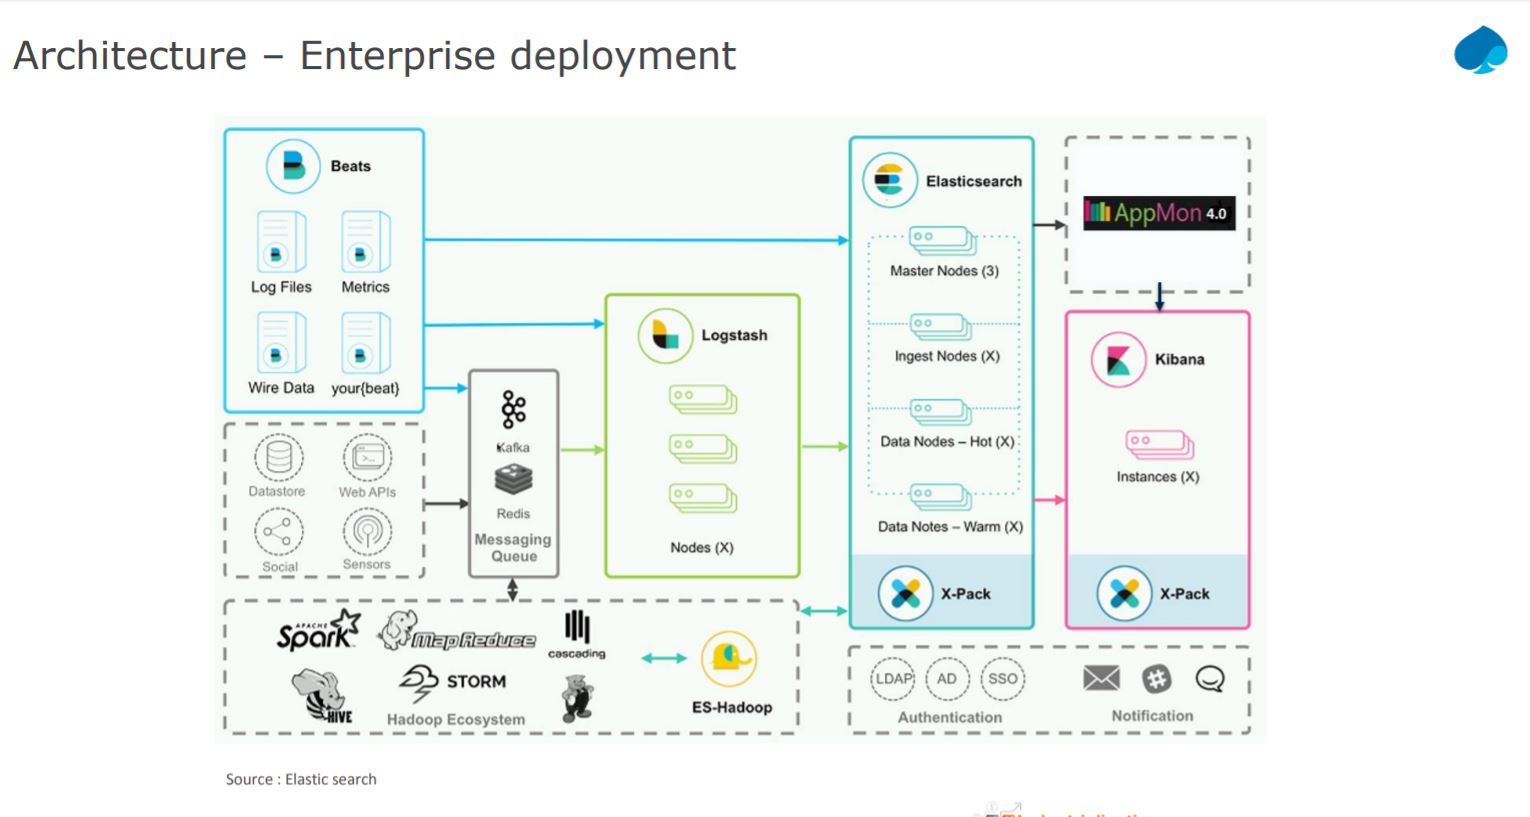 Architecture – Enterprise deployment
Beats
Log Files
Metrics
Wire Data
your{beat}
Datastore
Web APIs
Social
Sensors
Kafka
Redis
Messaging
Queue
Logstash
Nodes (X)
Elasticsearch
Master Nodes (3)
Ingest Nodes (X)
Data Nodes – Hot (X)
Data Notes – Warm (X)
X-Pack
AppMon 4.0
Kibana
Instances (X)
X-Pack
APACHE
Spark
MapReduce
cascading
HIVE
STORM
Hadoop Ecosystem
ES-Hadoop
LDAP
AD
SSO
Authentication
Notification
Source : Elastic search